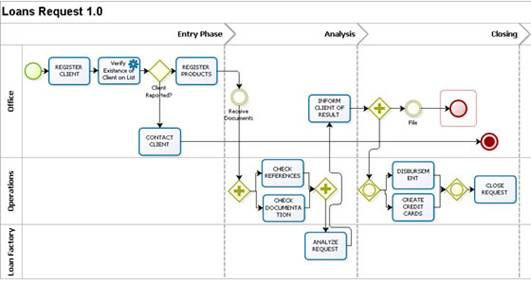 Loans Request 1.0
Entry Phase
Analysis
Closing
Office
REGISTER
CLIENT
Verify
Existence of
Client on List
Client
Reported?
REGISTER
PRODUCTS
Receive
Documents
CONTACT
CLIENT
INFORM
CLIENT OF
RESULT
File
Operations
CHECK
REFERENCES
CHECK
DOCUMENTA
TION
DISBURSEM
ENT
CREATE
CREDIT
CARDS
CLOSE
REQUEST
Loan Factory
ANALYZE
REQUEST